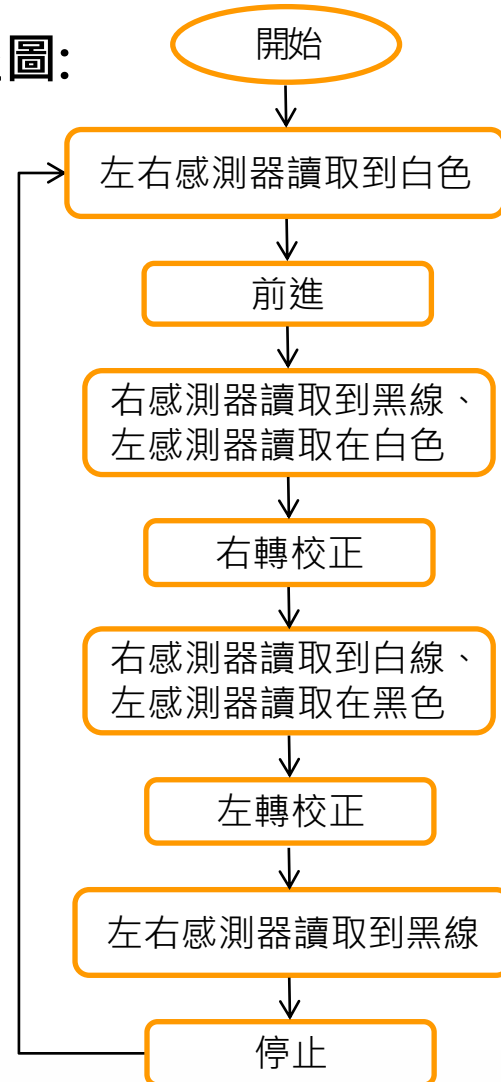 圖:
開始
左右感測器讀取到白色
前進
右感測器讀取到黑線、
左感測器讀取在白色
右轉校正
右感測器讀取到白線、
左感測器讀取在黑色
左轉校正
左右感測器讀取到黑線
停止